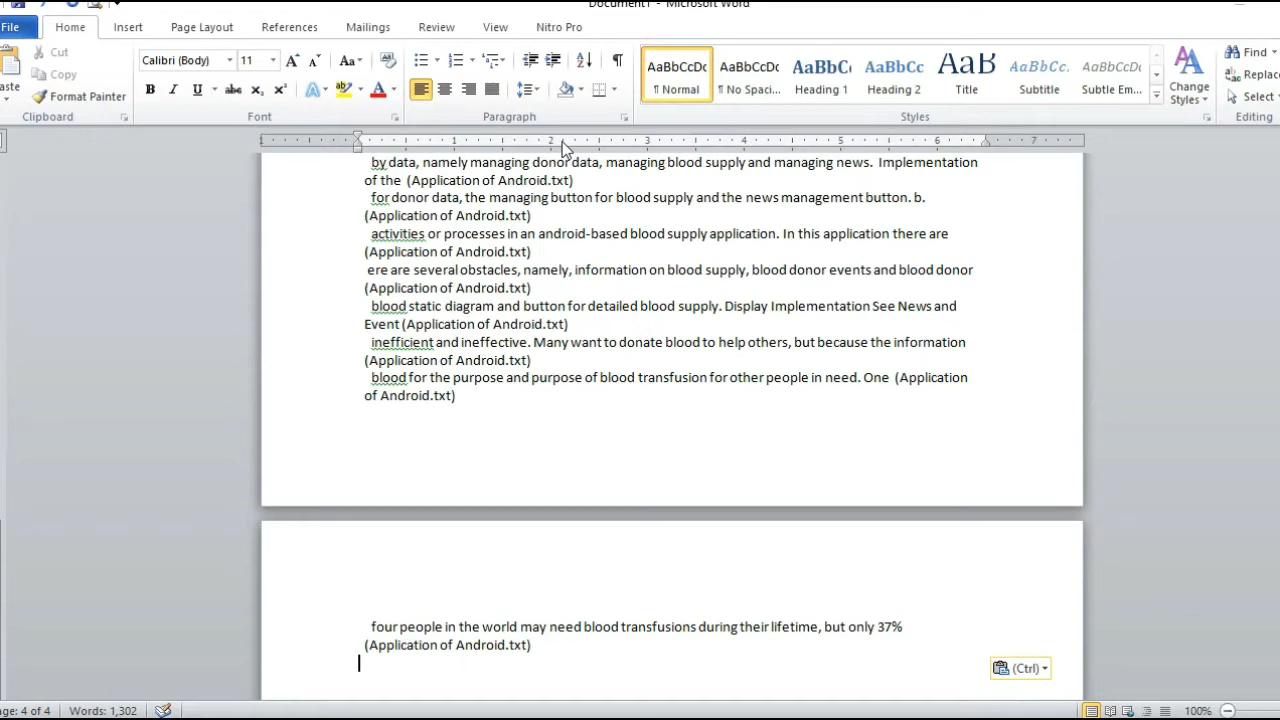 Document1 - Microsoft Word
File Home Insert Page Layout References Mailings Review View Nitro Pro
Cut
Copy
Format Painter
Clipboard
Calibri (Body) 11
Font
Paragraph
AaBbCcDc AaBbCcDc AaBbC AaBbCc AaB AaBbCc. AaBbCcDc
¶ Normal ¶ No Spaci... Heading 1 Heading 2 Title Subtitle Subtle Em...
Styles
Change
Styles
Find
Replac
Select
Editing
1 1 2 3 4 5 6 7
by data, namely managing donor data, managing blood supply and managing news. Implementation
of the (Application of Android.txt)
for donor data, the managing button for blood supply and the news management button. b.
(Application of Android.txt)
activities or processes in an android-based blood supply application. In this application there are
(Application of Android.txt)
ere are several obstacles, namely, information on blood supply, blood donor events and blood donor
(Application of Android.txt)
blood static diagram and button for detailed blood supply. Display Implementation See News and
Event (Application of Android.txt)
inefficient and ineffective. Many want to donate blood to help others, but because the information
(Application of Android.txt)
blood for the purpose and purpose of blood transfusion for other people in need. One (Application
of Android.txt)
four people in the world may need blood transfusions during their lifetime, but only 37%
(Application of Android.txt)
(Ctrl)
age: 4 of 4 Words: 1,302 100%